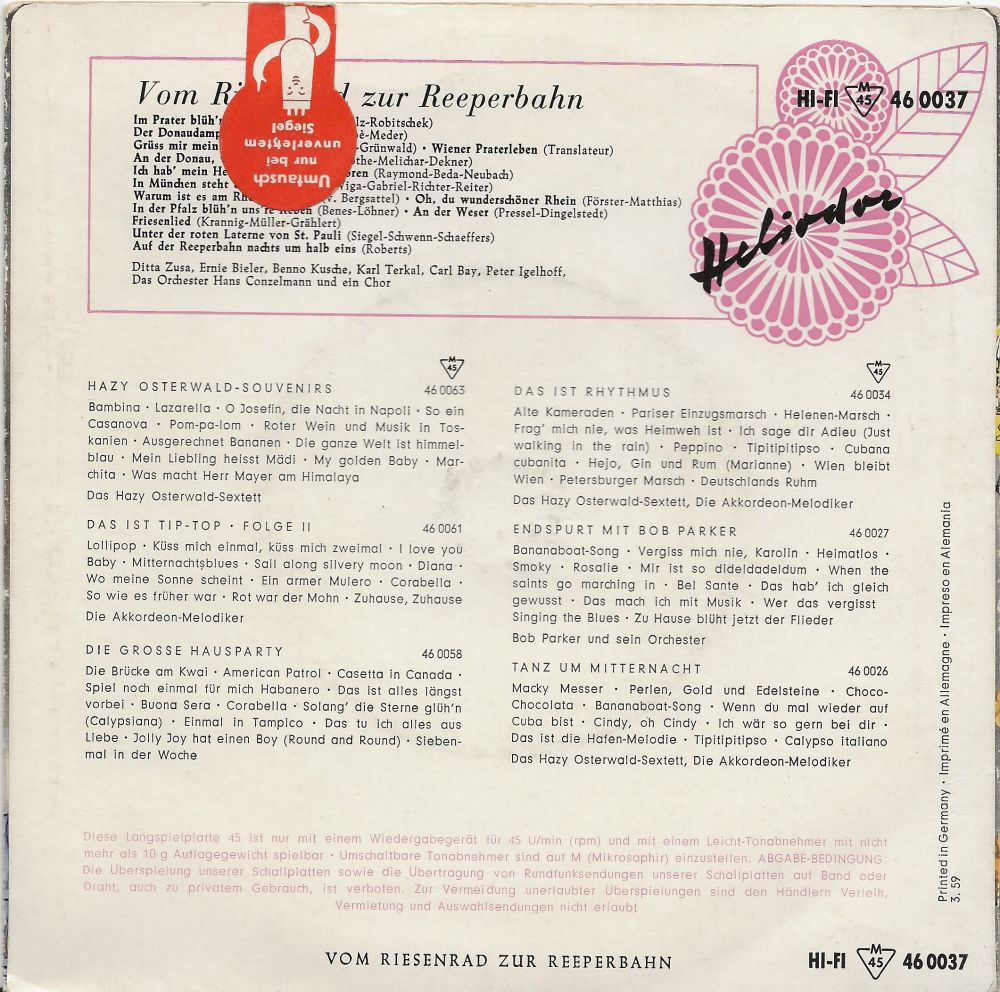 Vom Ri d zur Reeperbahn
Im Prater blüh'n lz-Robitschek)
Der Donaudamp oè-Meder)
Grüss mir mein -Grünwald) · Wiener Praterleben (Translateur)
An der Donau, othe-Melichar-Dekner)
Ich hab' mein He oren (Raymond-Beda-Neubach)
In München steht Wiga-Gabriel-Richter-Reiter)
Warum ist es am Rh v. Bergsattel) · Oh, du wunderschöner Rhein (Förster-Matthias)
In der Pfalz blüh'n uns're Reben (Benes-Löhner) · An der Weser (Pressel-Dingelstedt)
Friesenlied (Krannig-Müller-Grählert)
Unter der roten Laterne von St. Pauli (Siegel-Schwenn-Schaeffers)
Auf der Reeperbahn nachts um halb eins (Roberts)
Ditta Zusa, Ernie Bieler, Benno Kusche, Karl Terkal, Carl Bay, Peter Igelhoff,
Das Orchester Hans Conzelmann und ein Chor
Umtausch
nur bei
unverletztem
Siegel
HI-FI M 45 46 0037
Heliodor
M 45
HAZY OSTERWALD-SOUVENIRS 46 0063
Bambina · Lazarella · O Josefin, die Nacht in Napoli · So ein
Casanova · Pom-pa-lom · Roter Wein und Musik in Tos-
kanien · Ausgerechnet Bananen · Die ganze Welt ist himmel-
blau · Mein Liebling heisst Mädi · My golden Baby · Mar-
chita · Was macht Herr Mayer am Himalaya
Das Hazy Osterwald-Sextett
DAS IST TIP-TOP · FOLGE II 46 0061
Lollipop · Küss mich einmal, küss mich zweimal · I love you
Baby · Mitternachtsblues · Sail along silvery moon · Diana ·
Wo meine Sonne scheint · Ein armer Mulero · Corabella ·
So wie es früher war · Rot war der Mohn · Zuhause, Zuhause
Die Akkordeon-Melodiker
DIE GROSSE HAUSPARTY 46 0058
Die Brücke am Kwai · American Patrol · Casetta in Canada ·
Spiel noch einmal für mich Habanero · Das ist alles längst
vorbei · Buona Sera · Corabella · Solang' die Sterne glüh'n
(Calypsiana) · Einmal in Tampico · Das tu ich alles aus
Liebe · Jolly Joy hat einen Boy (Round and Round) · Sieben-
mal in der Woche
M 45
DAS IST RHYTHMUS 46 0034
Alte Kameraden · Pariser Einzugsmarsch · Helenen-Marsch ·
Frag' mich nie, was Heimweh ist · Ich sage dir Adieu (Just
walking in the rain) · Peppino · Tipitipitipso · Cubana
cubanita · Hejo, Gin und Rum (Marianne) · Wien bleibt
Wien · Petersburger Marsch · Deutschlands Ruhm
Das Hazy Osterwald-Sextett, Die Akkordeon-Melodiker
ENDSPURT MIT BOB PARKER 46 0027
Bananaboat-Song · Vergiss mich nie, Karolin · Heimatlos ·
Smoky · Rosalie · Mir ist so dideldadeldum · When the
saints go marching in · Bel Sante · Das hab' ich gleich
gewusst · Das mach ich mit Musik · Wer das vergisst
Singing the Blues · Zu Hause blüht jetzt der Flieder
Bob Parker und sein Orchester
TANZ UM MITTERNACHT 46 0026
Macky Messer · Perlen, Gold und Edelsteine · Choco-
Chocolata · Bananaboat-Song · Wenn du mal wieder auf
Cuba bist · Cindy, oh Cindy · Ich wär so gern bei dir ·
Das ist die Hafen-Melodie · Tipitipitipso · Calypso italiano
Das Hazy Osterwald-Sextett, Die Akkordeon-Melodiker
Printed in Germany · Imprimé en Allemagne · Impreso en Alemania
3. 59
Diese Langspielplatte 45 ist nur mit einem Wiedergabegerät für 45 U/min (rpm) und mit einem Leicht-Tonabnehmer mit nicht
mehr als 10 g Auflagegewicht spielbar · Umschaltbare Tonabnehmer sind auf M (Mikrosaphir) einzustellen. ABGABE-BEDINGUNG:
Die Überspielung unserer Schallplatten sowie die Übertragung von Rundfunksendungen unserer Schallplatten auf Band oder
Draht, auch zu privatem Gebrauch, ist verboten. Zur Vermeidung unerlaubter Überspielungen sind den Händlern Verleih,
Vermietung und Auswahlsendungen nicht erlaubt
VOM RIESENRAD ZUR REEPERBAHN
HI-FI M 45 46 0037